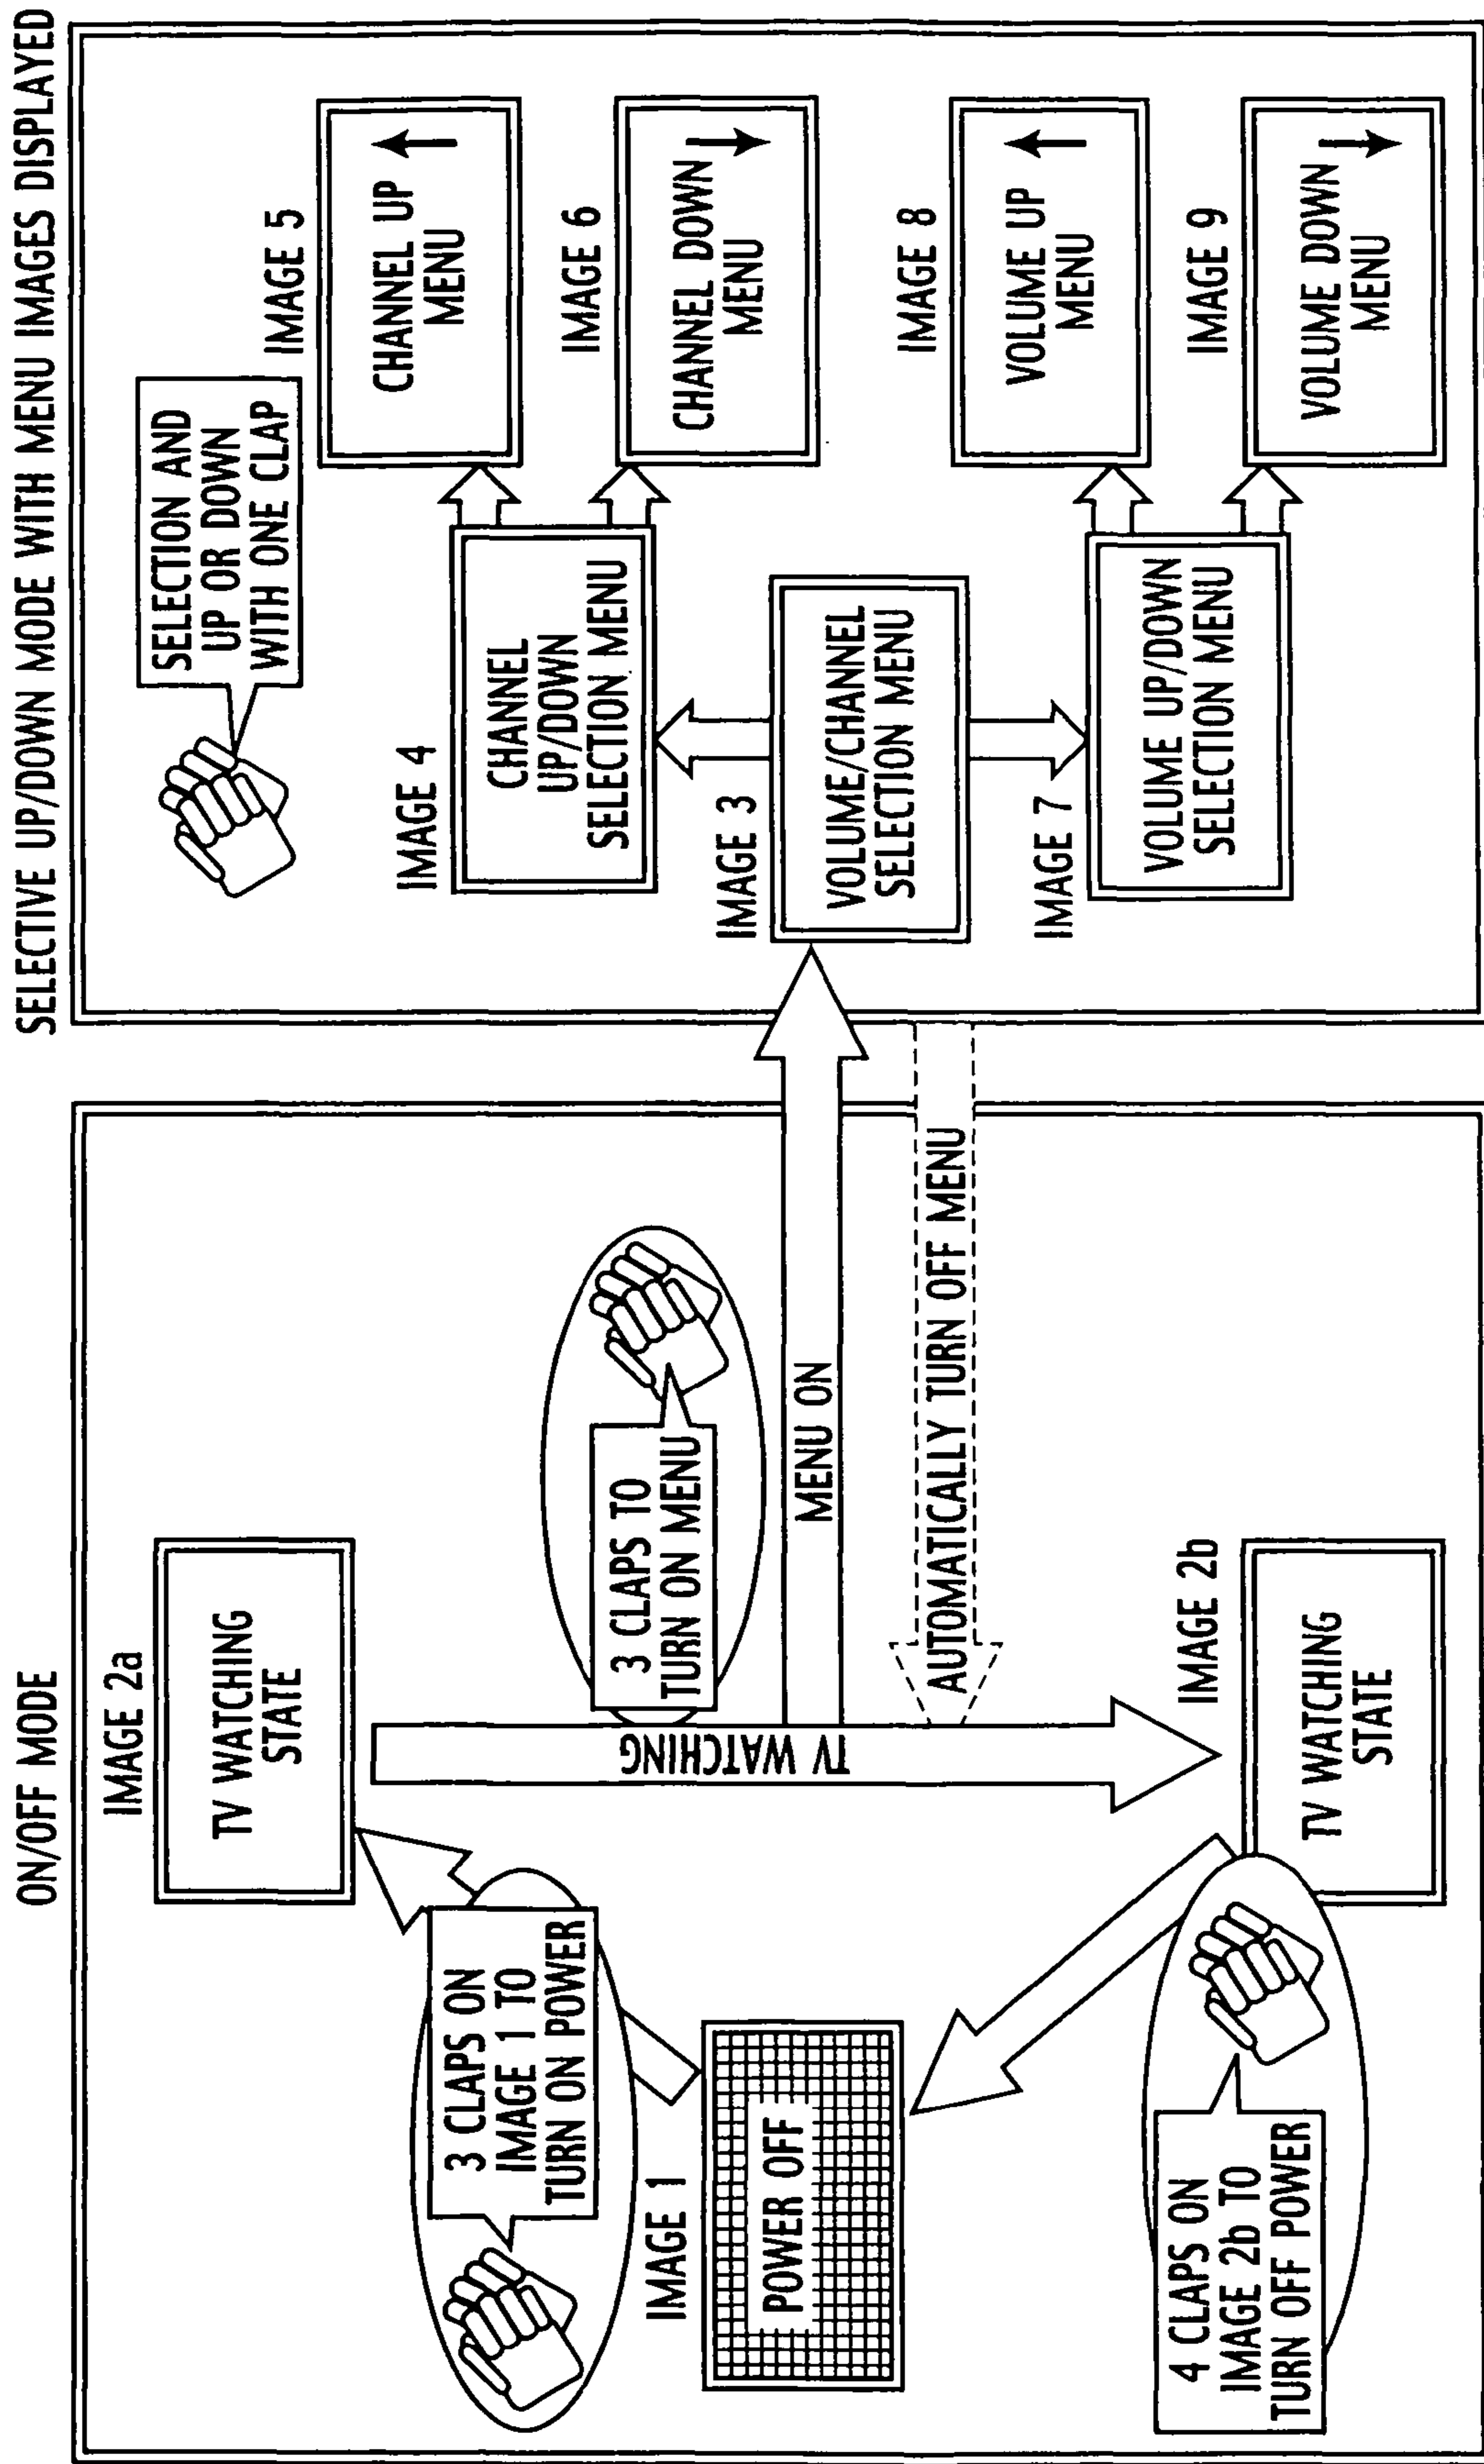 ON/OFF MODE
IMAGE 2a
TV WATCHING
STATE
3 CLAPS ON
IMAGE 1 TO
TURN ON POWER
IMAGE 1
POWER OFF
3 CLAPS TO
TURN ON MENU
TV WATCHING
MENU ON
AUTOMATICALLY TURN OFF MENU
4 CLAPS ON
IMAGE 2b TO
TURN OFF POWER
IMAGE 2b
TV WATCHING
STATE
SELECTIVE UP/DOWN MODE WITH MENU IMAGES DISPLAYED
SELECTION AND
UP OR DOWN
WITH ONE CLAP
IMAGE 3
VOLUME/CHANNEL
SELECTION MENU
IMAGE 4
CHANNEL
UP/DOWN
SELECTION MENU
IMAGE 5
CHANNEL UP
MENU
IMAGE 6
CHANNEL DOWN
MENU
IMAGE 7
VOLUME UP/DOWN
SELECTION MENU
IMAGE 8
VOLUME UP
MENU
IMAGE 9
VOLUME DOWN
MENU